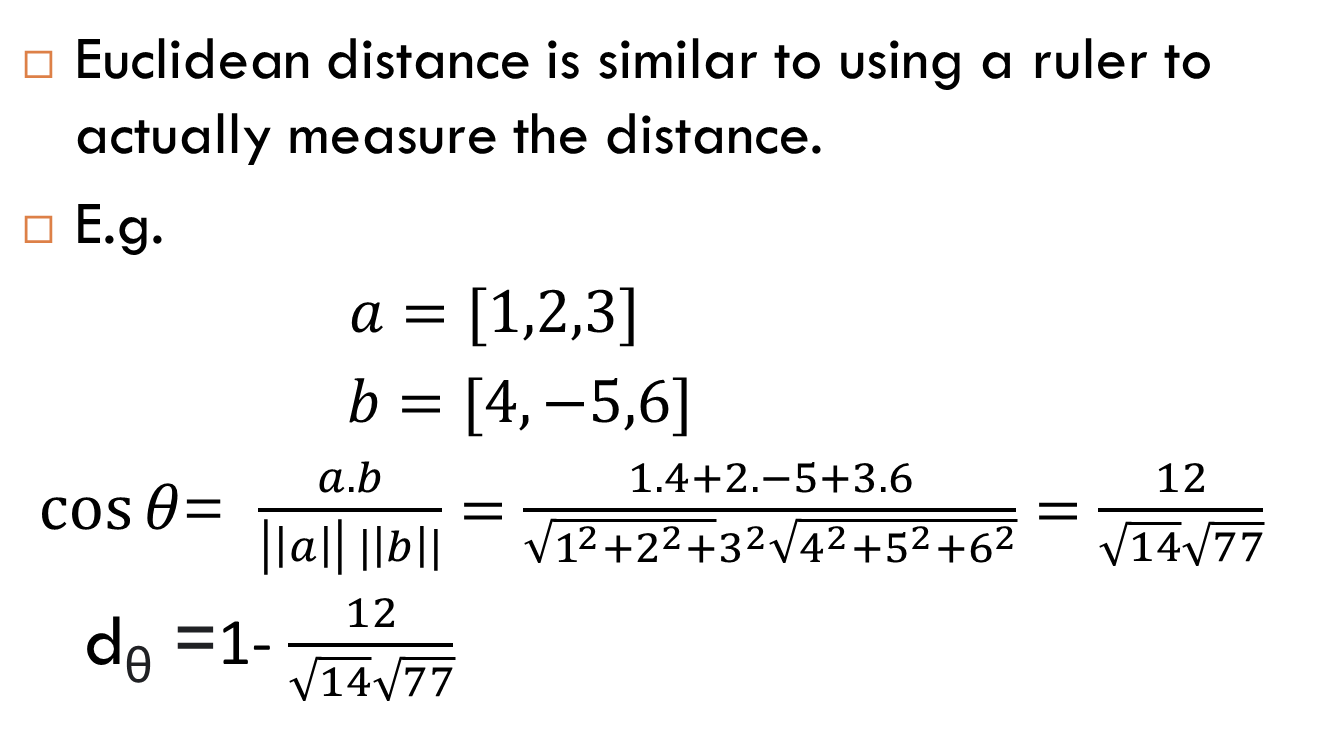 □ Euclidean distance is similar to using a ruler to
actually measure the distance.
□ E.g.
a = [1,2,3]
b = [4, −5,6]
cos θ= a.b / ||a|| ||b|| = 1.4+2.−5+3.6 / √1²+2²+3²√4²+5²+6² = 12 / √14√77
dθ =1- 12 / √14√77